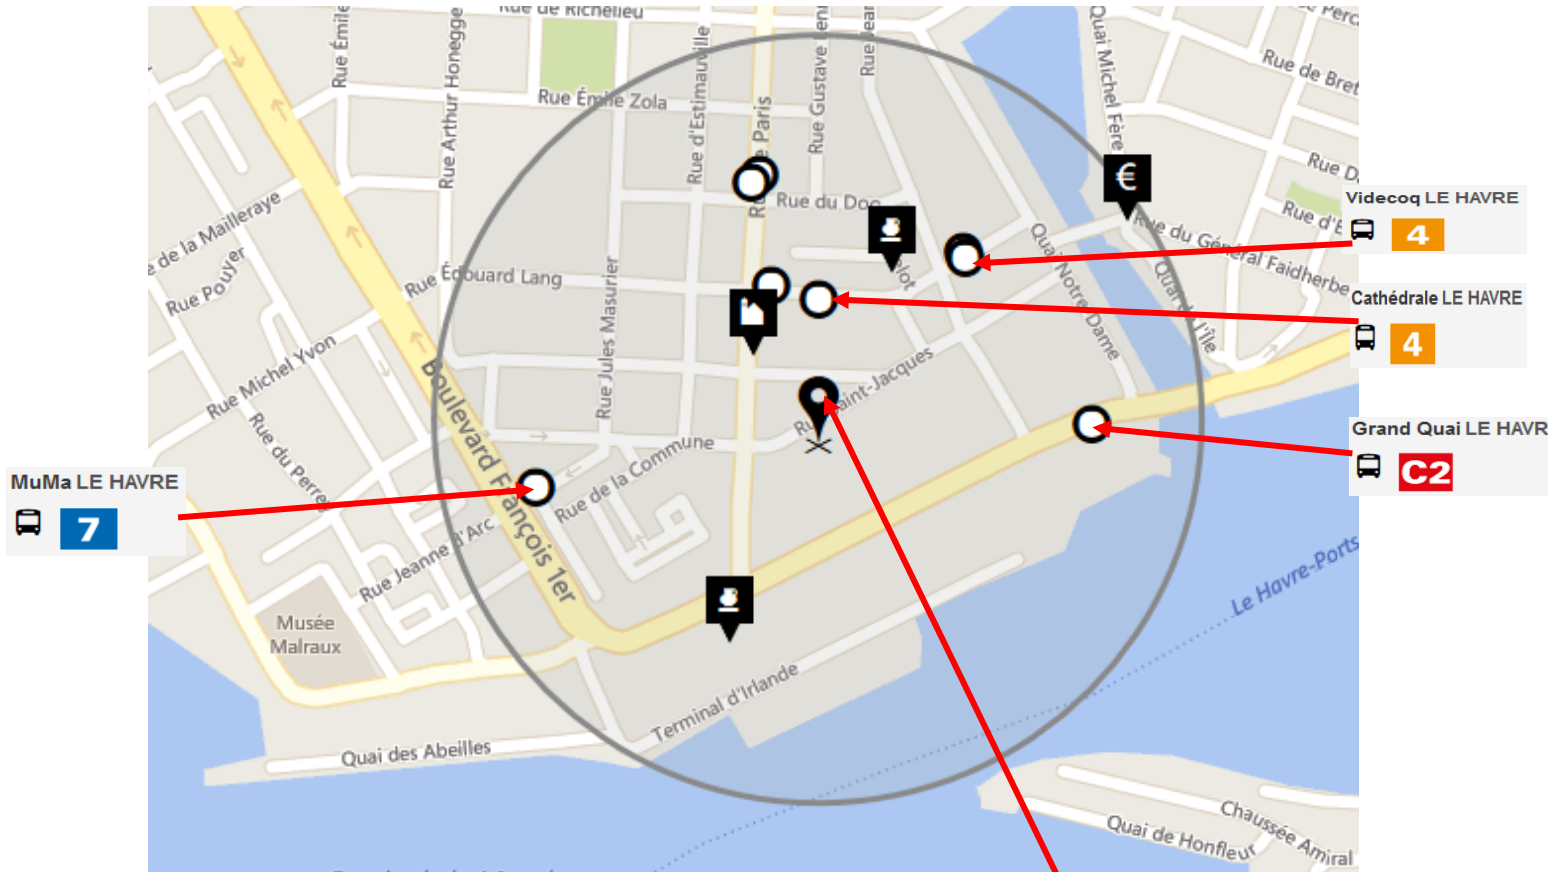 Rue de Richelieu
Rue Émile
Rue Arthur Honegge
Rue Émile Zola
Rue d'Estimauville
e Paris
Rue Gustave
Rue Jea
Quai Michel Fère
Rue de Bret
Rue D
Rue d'E
Videcoq LE HAVRE
4
€
Rue du Doc
e de la Mailleraye
Rue Pouyer
Rue Édouard Lang
Quai Notre-Dame
Rue du Général Faidherbe
Quai de l'Île
Cathédrale LE HAVRE
4
Rue Jules Masurier
Rue Michel Yvon
Boulevard François 1er
aint-Jacques
Grand Quai LE HAVR
C2
Rue du Perrey
Rue de la Commune
MuMa LE HAVRE
7
Rue Jeanne d'Arc
Le Havre-Ports
Musée
Malraux
Terminal d'Irlande
Quai des Abeilles
Chaussée Amiral
Quai de Honfleur